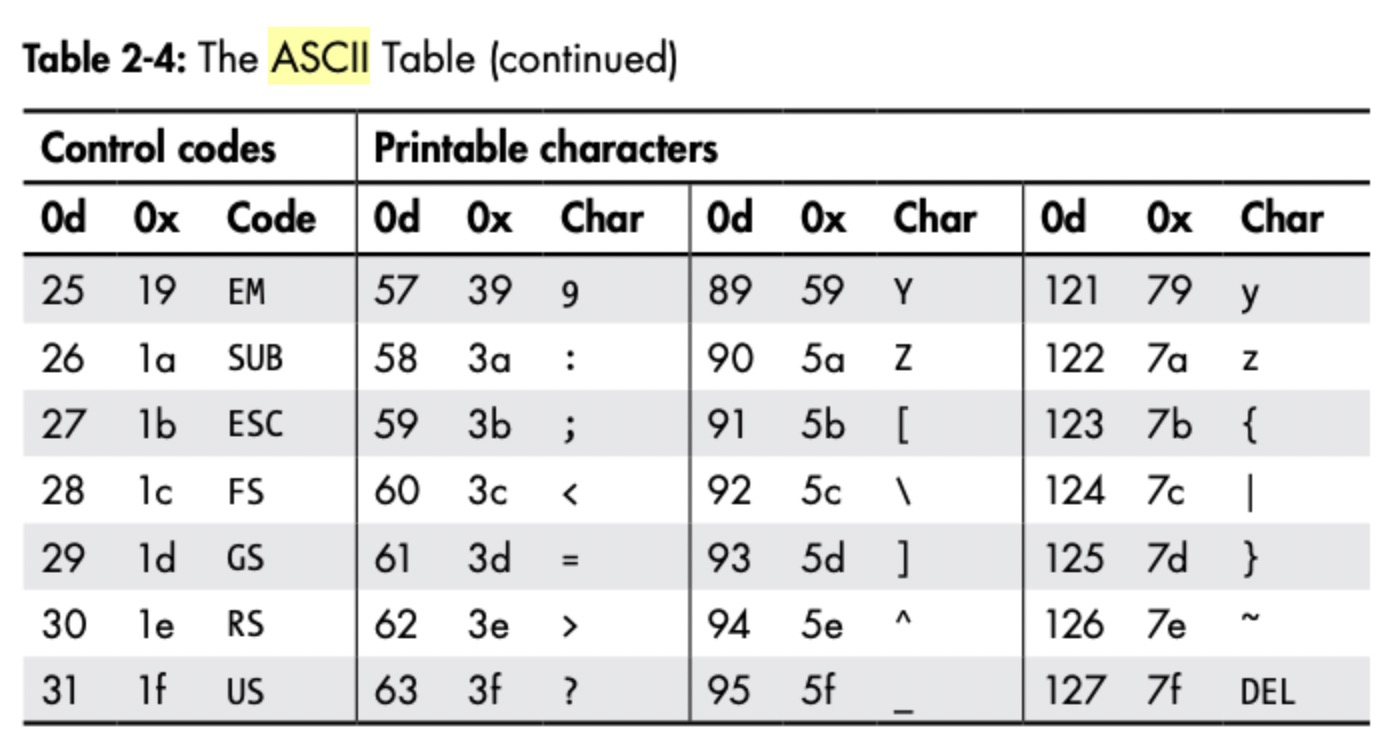 Table 2-4: The ASCII Table (continued)
Control codes Printable characters
0d 0x Code 0d 0x Char 0d 0x Char 0d 0x Char
25 19 EM 57 39 9 89 59 Y 121 79 y
26 1a SUB 58 3a : 90 5a Z 122 7a z
27 1b ESC 59 3b ; 91 5b [ 123 7b {
28 1c FS 60 3c < 92 5c \ 124 7c |
29 1d GS 61 3d = 93 5d ] 125 7d }
30 1e RS 62 3e > 94 5e ^ 126 7e ~
31 1f US 63 3f ? 95 5f _ 127 7f DEL